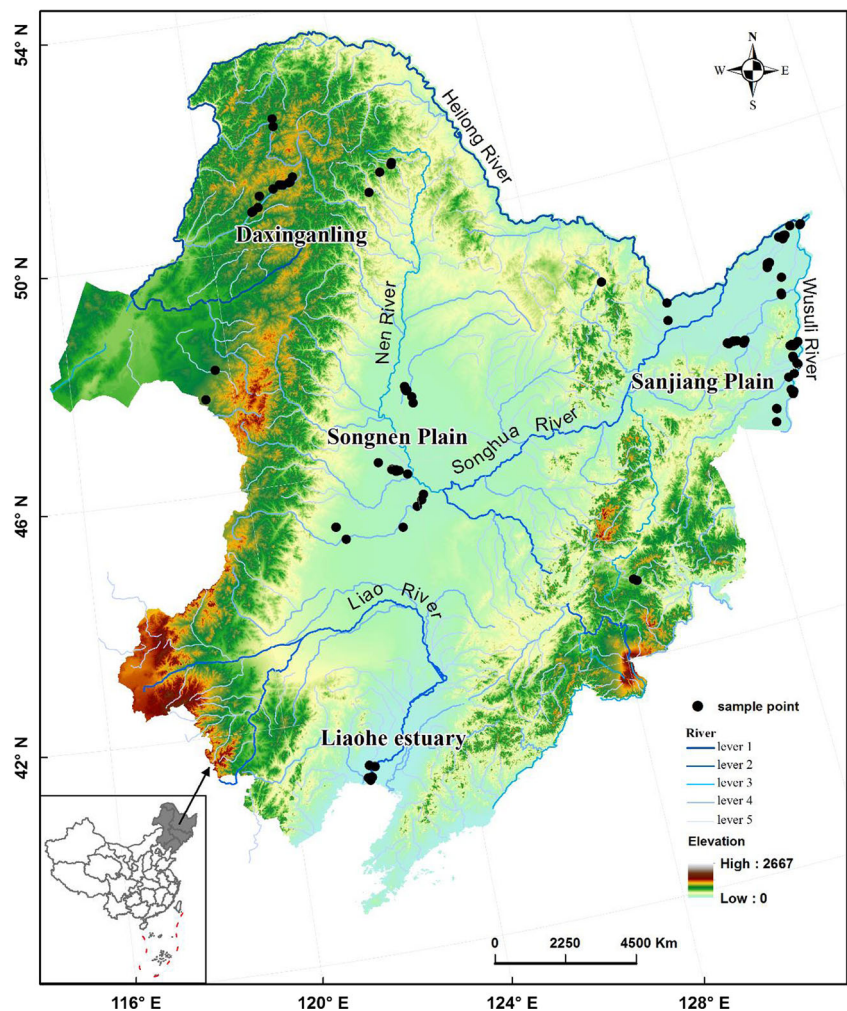 54° N
50° N
46° N
42° N
N
W E
S
Heilong River
Daxinganling
Nen River
Wusuli River
Sanjiang Plain
Songnen Plain
Songhua River
Liao River
Liaohe estuary
sample point
River
lever 1
lever 2
lever 3
lever 4
lever 5
Elevation
High : 2667
Low : 0
0 2250 4500 Km
116° E 120° E 124° E 128° E